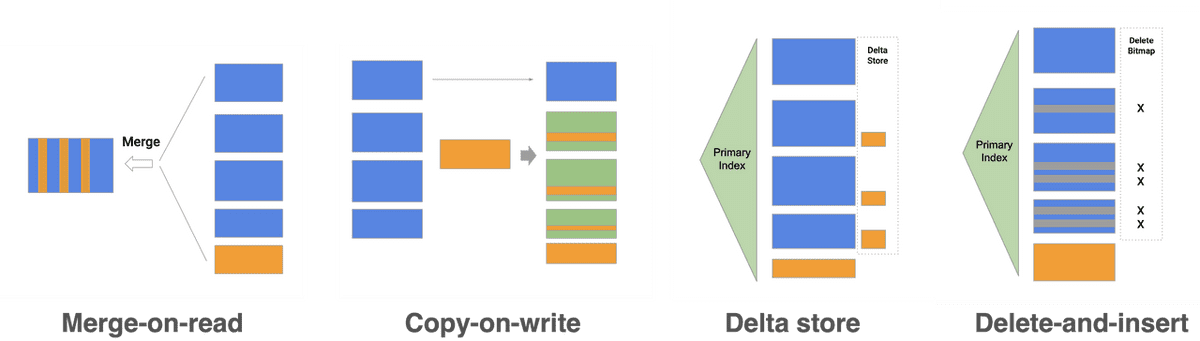 Merge
Merge-on-read
Copy-on-write
Primary
Index
Delta
Store
Delta store
Primary
Index
Delete
Bitmap
X
X
X
X
X
Delete-and-insert